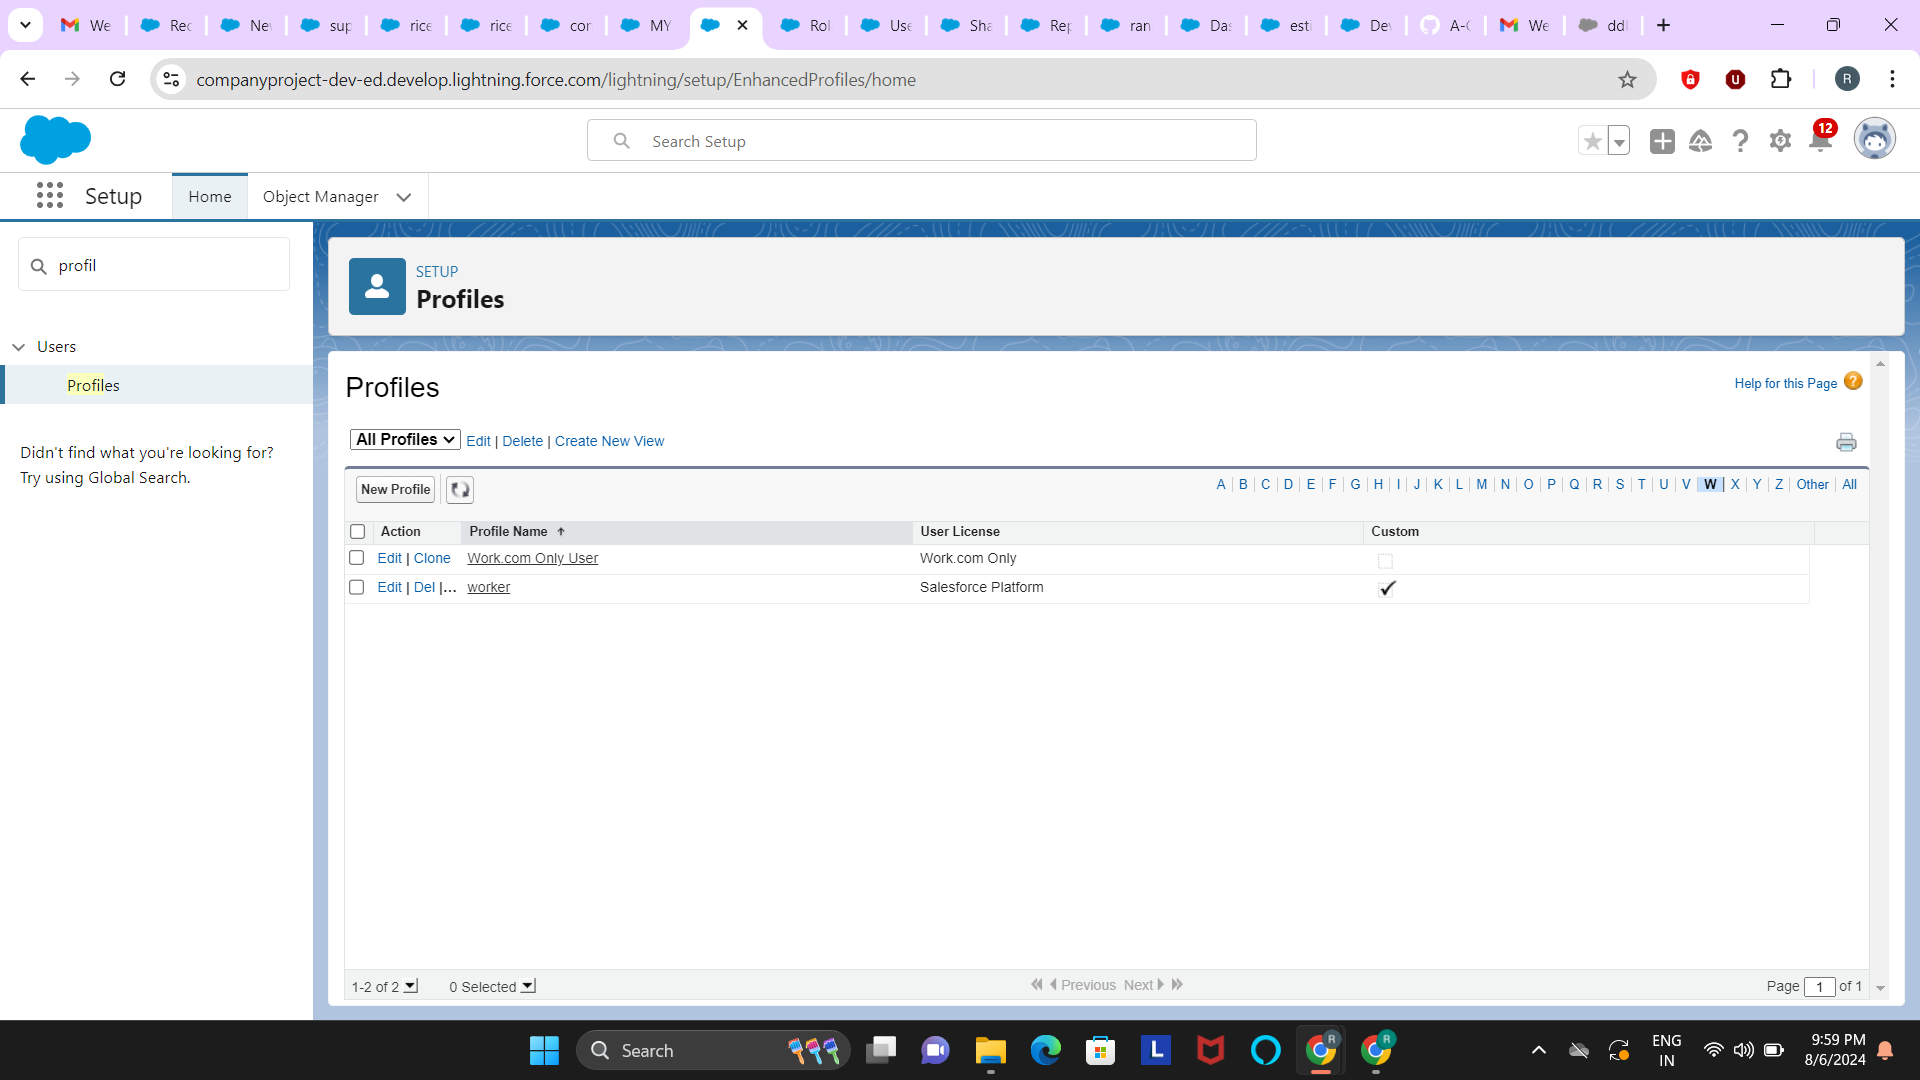 We
Rec
Nev
sup
rice
rice
cor
MY
Rol
Use
Sha
Rep
ran
Das
esti
Dev
A-C
We
ddl
companyproject-dev-ed.develop.lightning.force.com/lightning/setup/EnhancedProfiles/home
R
Search Setup
12
Setup
Home
Object Manager
profil
Users
Profiles
Didn't find what you're looking for?
Try using Global Search.
SETUP
Profiles
Profiles
Help for this Page
All Profiles Edit | Delete | Create New View
New Profile
A | B | C | D | E | F | G | H | I | J | K | L | M | N | O | P | Q | R | S | T | U | V | W | X | Y | Z | Other | All
Action Profile Name User License Custom
Edit | Clone Work.com Only User Work.com Only
Edit | Del |... worker Salesforce Platform
1-2 of 2 0 Selected Previous Next Page 1 of 1
Search
L
R
R
ENG
IN
9:59 PM
8/6/2024